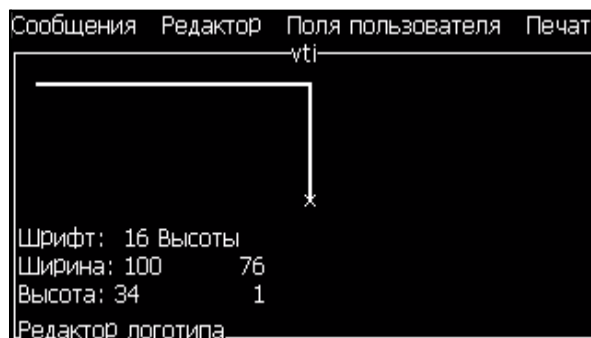 Сообщения Редактор Поля пользователя Печат
vti
Шрифт: 16 Высоты
Ширина: 100 76
Высота: 34 1
Редактор логотипа